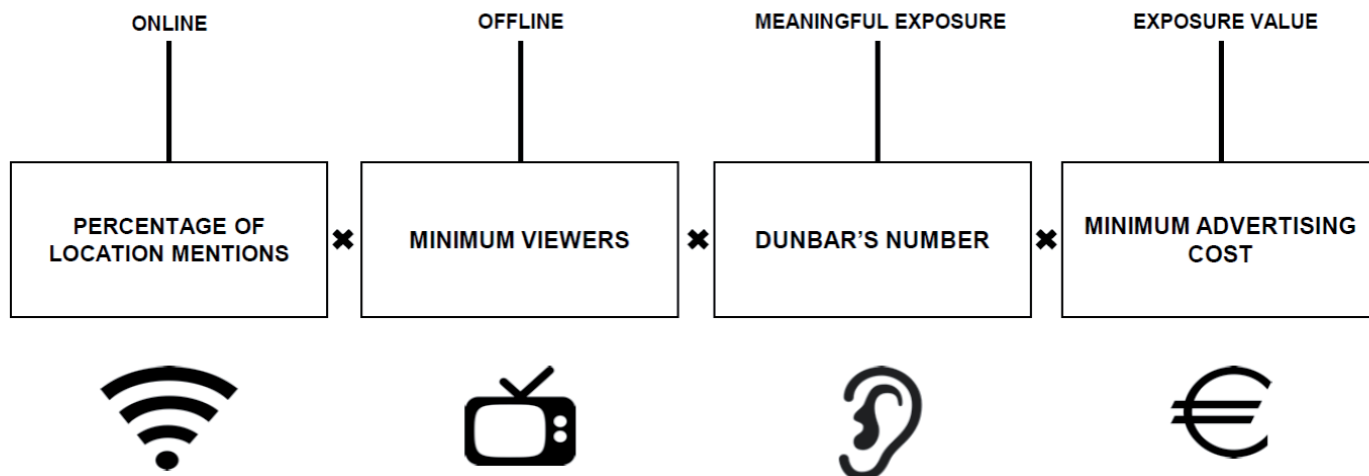 ONLINE
OFFLINE
MEANINGFUL EXPOSURE
EXPOSURE VALUE
PERCENTAGE OF
LOCATION MENTIONS
MINIMUM VIEWERS
DUNBAR’S NUMBER
MINIMUM ADVERTISING
COST